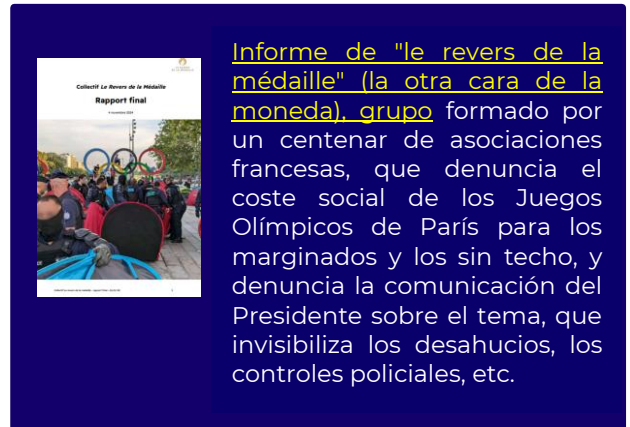 Collectif Le Revers de la Médaille
Rapport final
4 novembre 2024
Informe de "le revers de la
médaille" (la otra cara de la
moneda), grupo formado por
un centenar de asociaciones
francesas, que denuncia el
coste social de los Juegos
Olímpicos de París para los
marginados y los sin techo, y
denuncia la comunicación del
Presidente sobre el tema, que
invisibiliza los desahucios, los
controles policiales, etc.